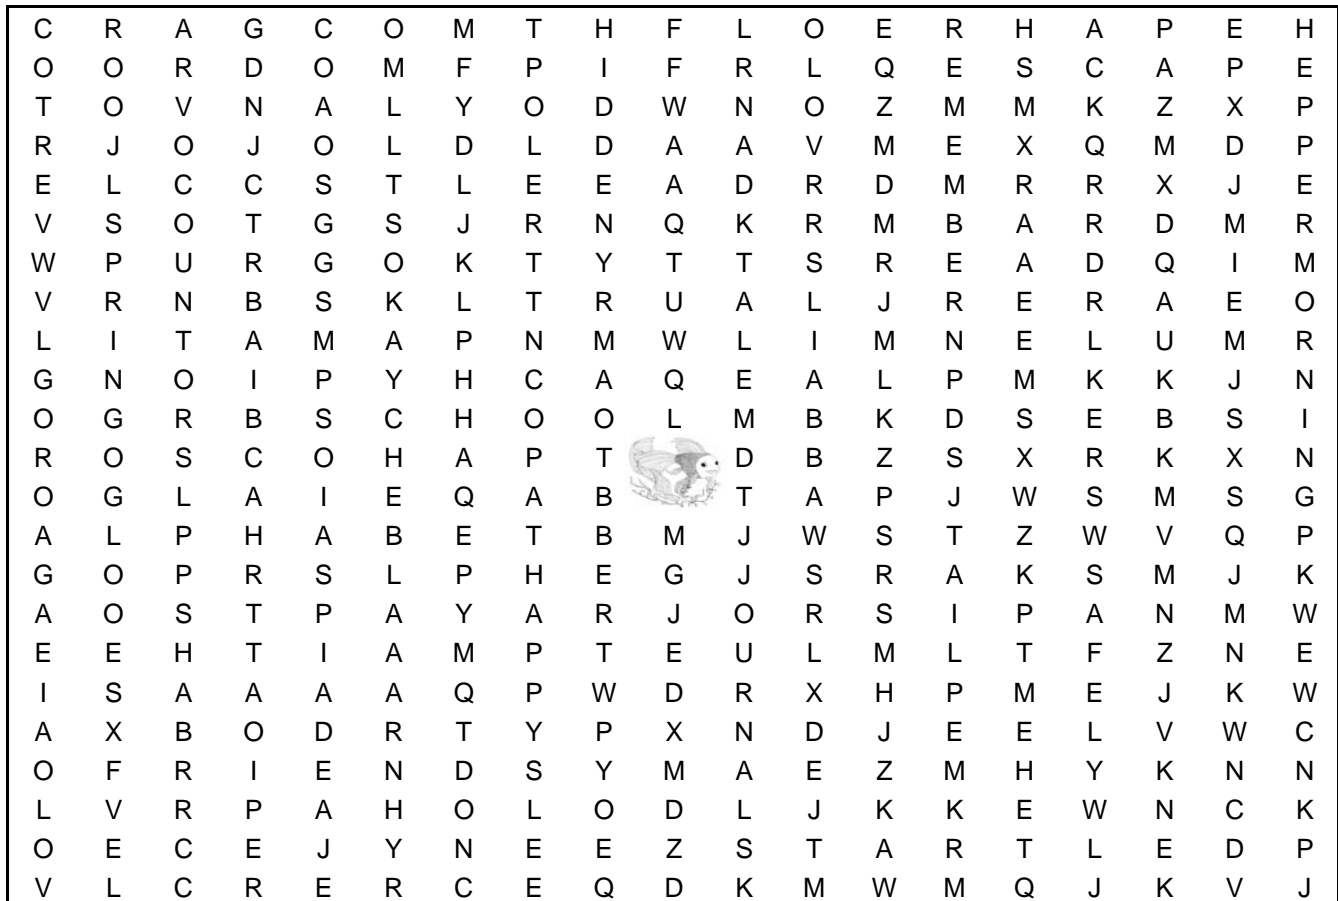 C R A G C O M T H F L O E R H A P E H
O O R D O M F P I F R L Q E S C A P E
T O V N A L Y O D W N O Z M M K Z X P
R J O J O L D L D A A V M E X Q M D P
E L C C S T L E E A D R D M R R X J E
V S O T G S J R N Q K R M B A R D M R
W P U R G O K T Y T T S R E A D Q I M
V R N B S K L T R U A L J R E R A E O
L I T A M A P N M W L I M N E L U M R
G N O I P Y H C A Q E A L P M K K J N
O G R B S C H O O L M B K D S E B S I
R O S C O H A P T D B Z S X R K X N
O G L A I E Q A B T A P J W S M S G
A L P H A B E T B M J W S T Z W V Q P
G O P R S L P H E G J S R A K S M J K
A O S T P A Y A R J O R S I P A N M W
E E H T I A M P T E U L M L T F Z N E
I S A A A A Q P W D R X H P M E J K W
A X B O D R T Y P X N D J E E L V W C
O F R I E N D S Y M A E Z M H Y K N N
L V R P A H O L O D L J K K E W N C K
O E C E J Y N E E Z S T A R T L E D P
V L C R E R C E Q D K M W M Q J K V J